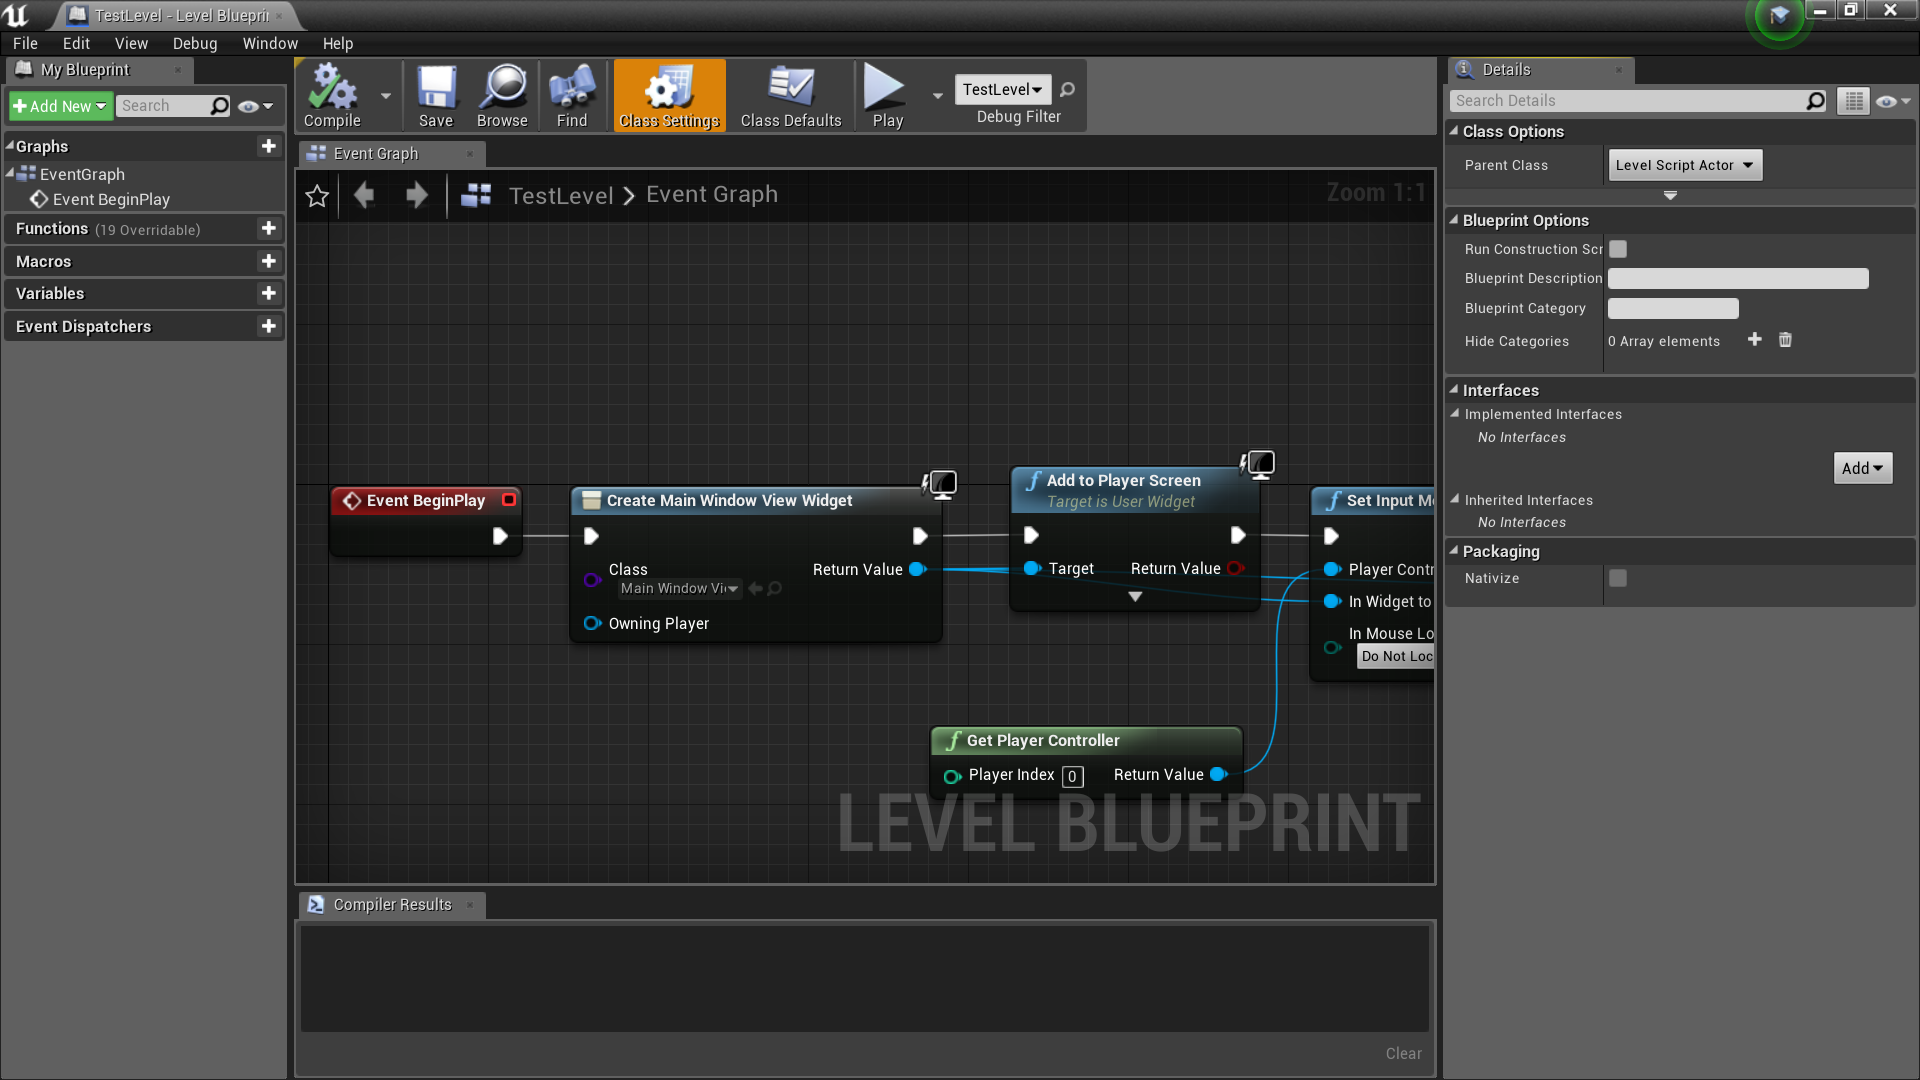 TestLevel - Level Blueprin
File Edit View Debug Window Help
My Blueprint
Add New Search
Graphs
EventGraph
Event BeginPlay
Functions (19 Overridable)
Macros
Variables
Event Dispatchers
Compile Save Browse Find Class Settings Class Defaults Play
TestLevel
Debug Filter
Event Graph
TestLevel Event Graph
Zoom 1:1
Event BeginPlay
Create Main Window View Widget
Class
Main Window Vi
Return Value
Owning Player
Add to Player Screen
Target is User Widget
Target Return Value
Set Input M
Player Contr
In Widget to
In Mouse Lo
Do Not Loc
Get Player Controller
Player Index 0 Return Value
LEVEL BLUEPRINT
Compiler Results
Clear
Details
Search Details
Class Options
Parent Class Level Script Actor
Blueprint Options
Run Construction Scr
Blueprint Description
Blueprint Category
Hide Categories 0 Array elements
Interfaces
Implemented Interfaces
No Interfaces
Add
Inherited Interfaces
No Interfaces
Packaging
Nativize